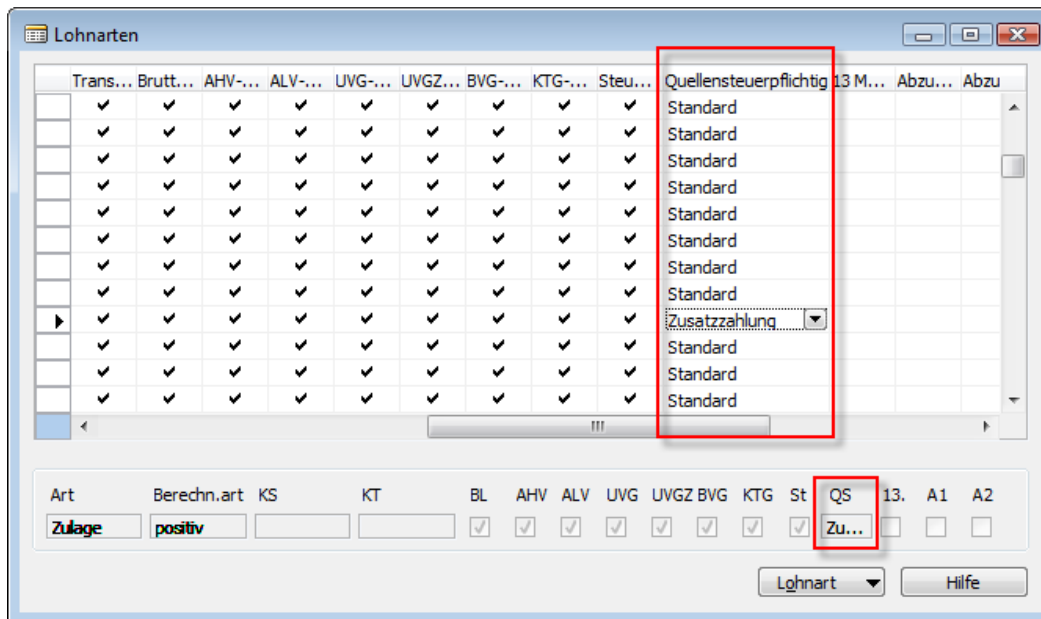 Lohnarten
Trans... Brutt... AHV-... ALV-... UVG-... UVGZ... BVG-... KTG-... Steu... Quellensteuerpflichtig 13 M... Abzu... Abzu
Standard
Standard
Standard
Standard
Standard
Standard
Standard
Standard
Zusatzzahlung
Standard
Standard
Standard
Art Berechn.art KS KT BL AHV ALV UVG UVGZ BVG KTG St QS 13. A1 A2
Zulage positiv Zu...
Lohnart Hilfe